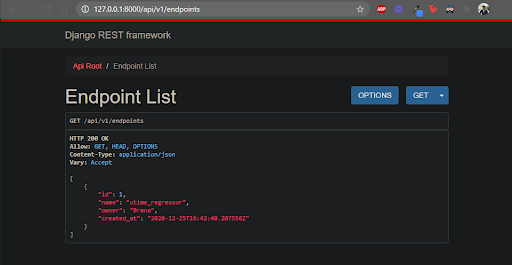 127.0.0.1:8000/api/v1/endpoints
ABP
Django REST framework
Api Root / Endpoint List
Endpoint List
OPTIONS
GET
GET /api/v1/endpoints
HTTP 200 OK
Allow: GET, HEAD, OPTIONS
Content-Type: application/json
Vary: Accept
[
{
"id": 1,
"name": "utime_regressor",
"owner": "Brana",
"created_at": "2020-12-25T16:42:40.207556Z"
}
]